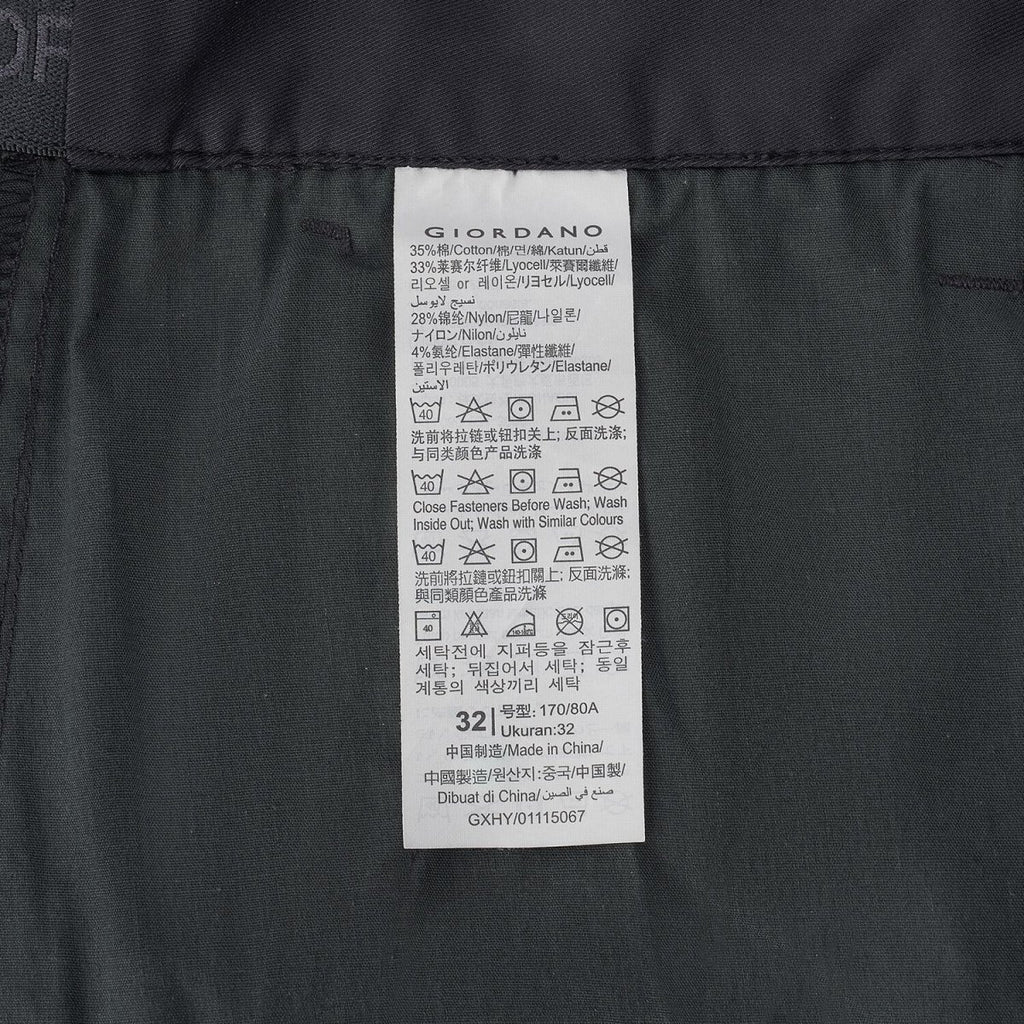 GIORDANO
35%棉/Cotton/棉/면/綿/Katun/قطن
33%莱赛尔纤维/Lyocell/萊賽爾纖維/
리오셀 or 레이온/リヨセル/Lyocell/
نسيج لايوسل
28%锦纶/Nylon/尼龍/나일론/
ナイロン/Nilon/نايلون
4%氨纶/Elastane/彈性纖維/
폴리우레탄/ポリウレタン/Elastane/
الاستين
40
洗前将拉链或钮扣关上; 反面洗涤;
与同类颜色产品洗涤
40
Close Fasteners Before Wash; Wash
Inside Out; Wash with Similar Colours
40
洗前將拉鏈或鈕扣關上; 反面洗滌;
與同類顏色產品洗滌
40
세탁전에 지퍼등을 잠근후
세탁; 뒤집어서 세탁; 동일
계통의 색상끼리 세탁
32 号型: 170/80A
Ukuran:32
中国制造/Made in China/
中國製造/원산지:중국/中国製/
Dibuat di China/صنع في الصين
GXHY/01115067